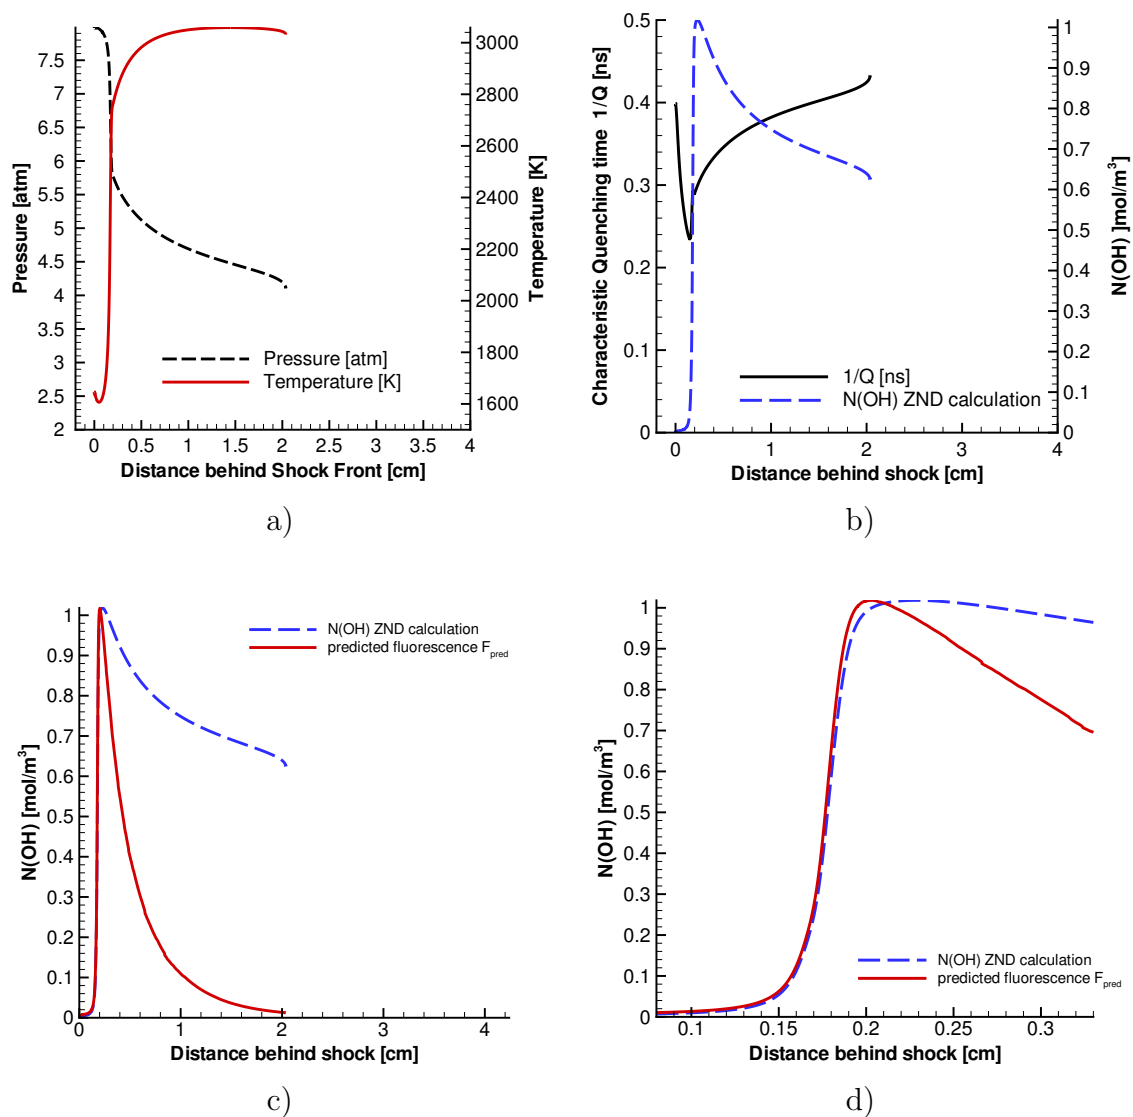 7.5
7
6.5
6
5.5
5
4.5
4
3.5
3
2.5
2
Pressure [atm]
3000
2800
2600
2400
2200
2000
1800
1600
Temperature [K]
Pressure [atm]
Temperature [K]
0 0.5 1 1.5 2 2.5 3 3.5 4
Distance behind Shock Front [cm]
a)
0.5
0.4
0.3
0.2
0.1
0
Characteristic Quenching time 1/Q [ns]
1
0.9
0.8
0.7
0.6
0.5
0.4
0.3
0.2
0.1
0
N(OH) [mol/m³]
1/Q [ns]
N(OH) ZND calculation
0 1 2 3 4
Distance behind shock [cm]
b)
1
0.9
0.8
0.7
0.6
0.5
0.4
0.3
0.2
0.1
0
N(OH) [mol/m³]
N(OH) ZND calculation
predicted fluorescence Fpred
0 1 2 3 4
Distance behind shock [cm]
c)
1
0.9
0.8
0.7
0.6
0.5
0.4
0.3
0.2
0.1
0
N(OH) [mol/m³]
N(OH) ZND calculation
predicted fluorescence Fpred
0.1 0.15 0.2 0.25 0.3
Distance behind shock [cm]
d)